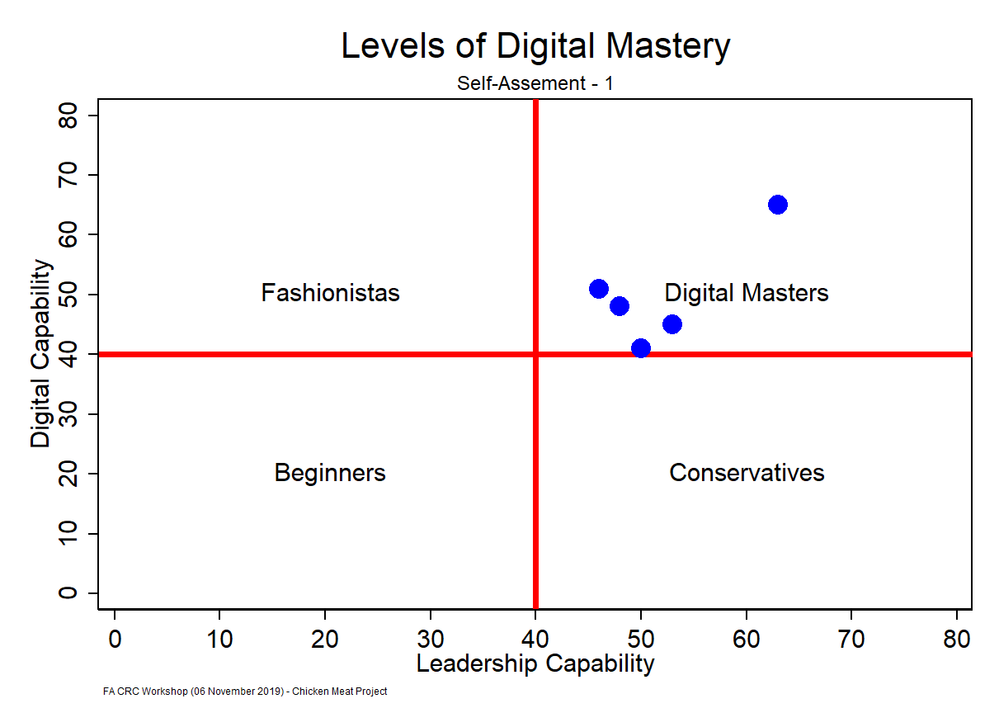 Levels of Digital Mastery
Self-Assement - 1
Digital Capability
80
70
60
50
40
30
20
10
0
Fashionistas
Digital Masters
Beginners
Conservatives
0 10 20 30 40 50 60 70 80
Leadership Capability
FA CRC Workshop (06 November 2019) - Chicken Meat Project